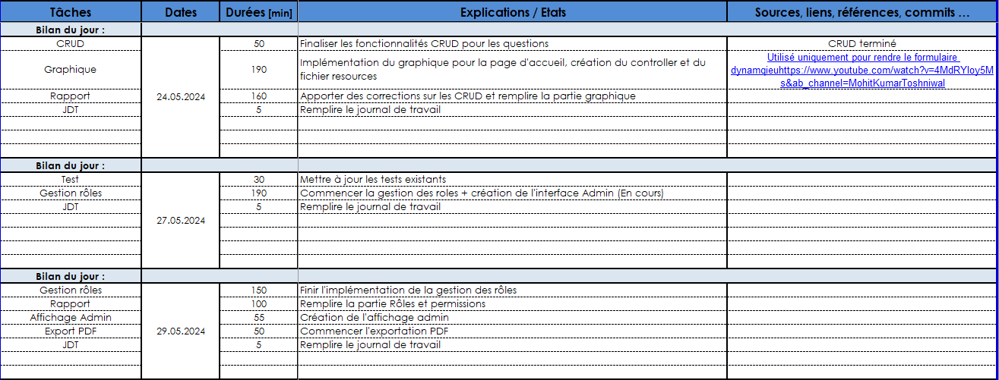 Tâches Dates Durées [min] Explications / Etats Sources, liens, références, commits ...
Bilan du jour :
CRUD 50 Finaliser les fonctionnalités CRUD pour les questions CRUD terminé
Graphique 190 Implémentation du graphique pour la page d'accueil, création du controller et du
fichier resources
Utilisé uniquement pour rendre le formulaire
dynamqieuhttps://www.youtube.com/watch?v=4MdRYloy5M
s&ab_channel=MohitKumarToshniwal
24.05.2024
Rapport 160 Apporter des corrections sur les CRUD et remplire la partie graphique
JDT 5 Remplire le journal de travail
Bilan du jour :
Test 30 Mettre à jour les tests existants
Gestion rôles 190 Commencer la gestion des roles + création de l'interface Admin (En cours)
JDT 5 Remplire le journal de travail
27.05.2024
Bilan du jour :
Gestion rôles 150 Finir l'implémentation de la gestion des rôles
Rapport 100 Remplire la partie Rôles et permissions
Affichage Admin 55 Création de l'affichage admin
Export PDF 29.05.2024 50 Commencer l'exportation PDF
JDT 5 Remplire le journal de travail